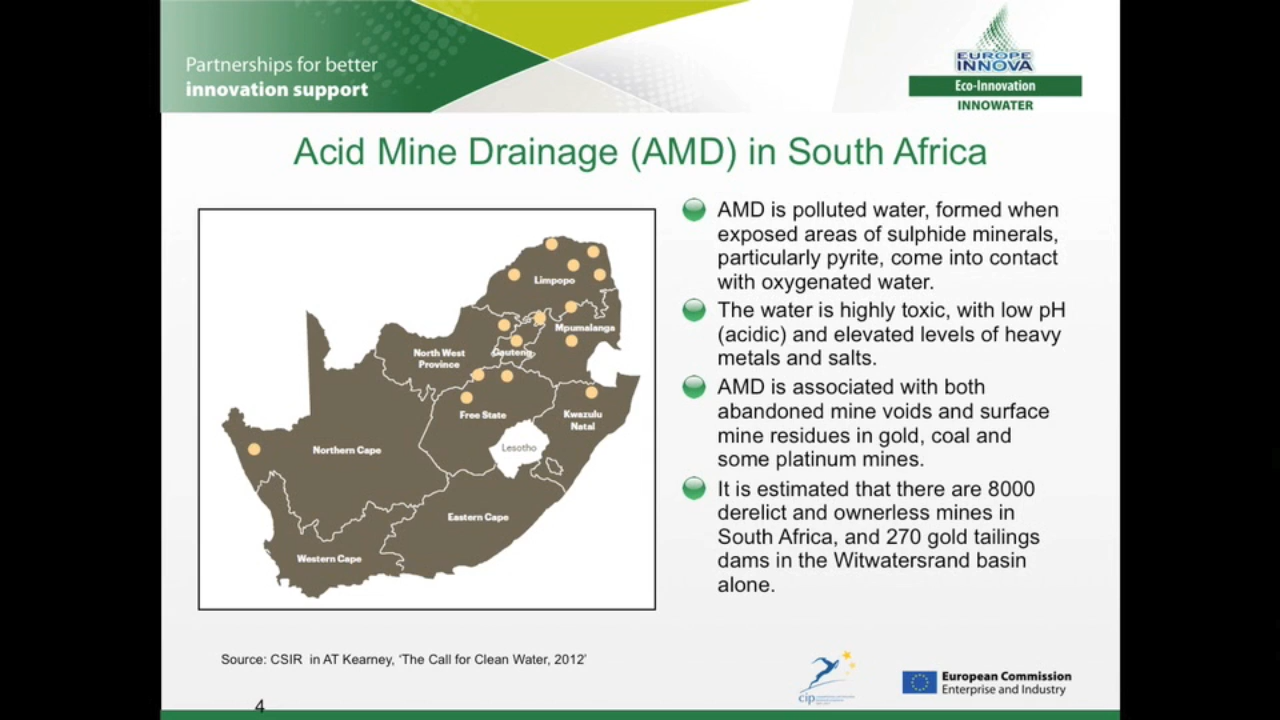 Partnerships for better
innovation support
EUROPE
INNOVA
Eco-Innovation
INNOWATER
Acid Mine Drainage (AMD) in South Africa
AMD is polluted water, formed when
exposed areas of sulphide minerals,
particularly pyrite, come into contact
with oxygenated water.
The water is highly toxic, with low pH
(acidic) and elevated levels of heavy
metals and salts.
AMD is associated with both
abandoned mine voids and surface
mine residues in gold, coal and
some platinum mines.
It is estimated that there are 8000
derelict and ownerless mines in
South Africa, and 270 gold tailings
dams in the Witwatersrand basin
alone.
Limpopo
Mpumalanga
North West
Province
Gauteng
Free State
Kwazulu
Natal
Lesotho
Northern Cape
Eastern Cape
Western Cape
Source: CSIR in AT Kearney, ‘The Call for Clean Water, 2012’
4
cip
European Commission
Enterprise and Industry